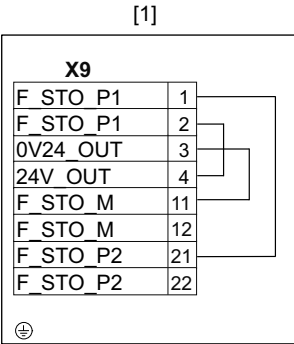 [1]
X9
F_STO_P1 1
F_STO_P1 2
0V24_OUT 3
24V_OUT 4
F_STO_M 11
F_STO_M 12
F_STO_P2 21
F_STO_P2 22